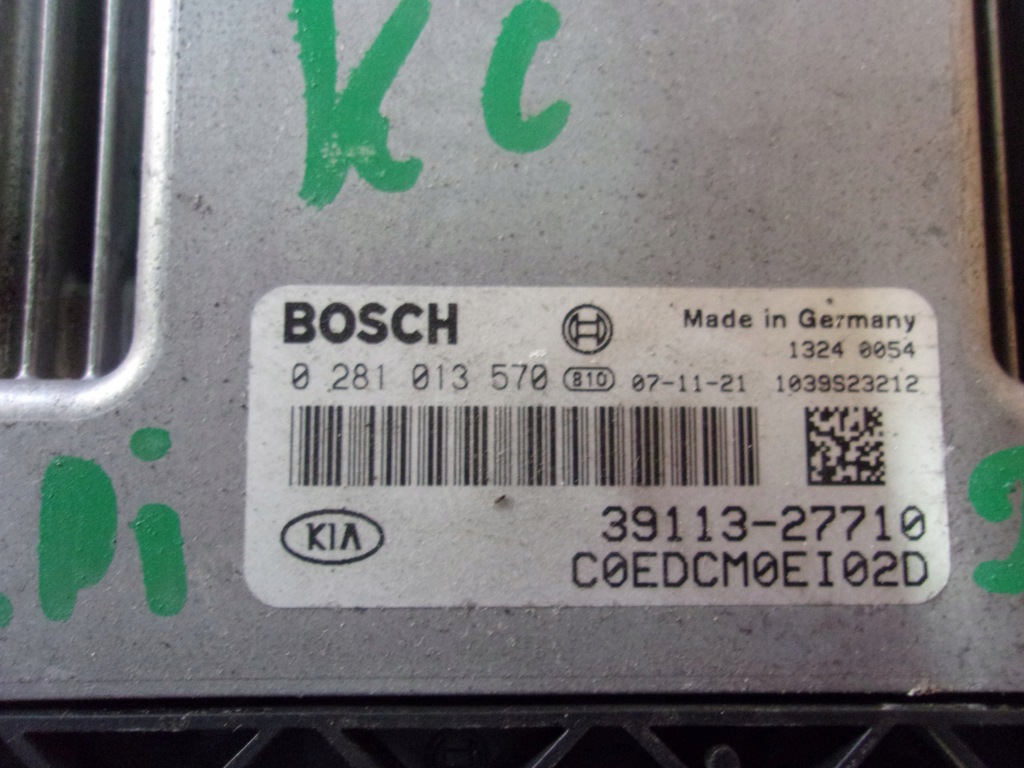 KC
BOSCH
Made in Germany
1324 0054
0 281 013 570 810 07-11-21 1039S23212
KIA
39113-27710
C0EDCM0EI02D
Di